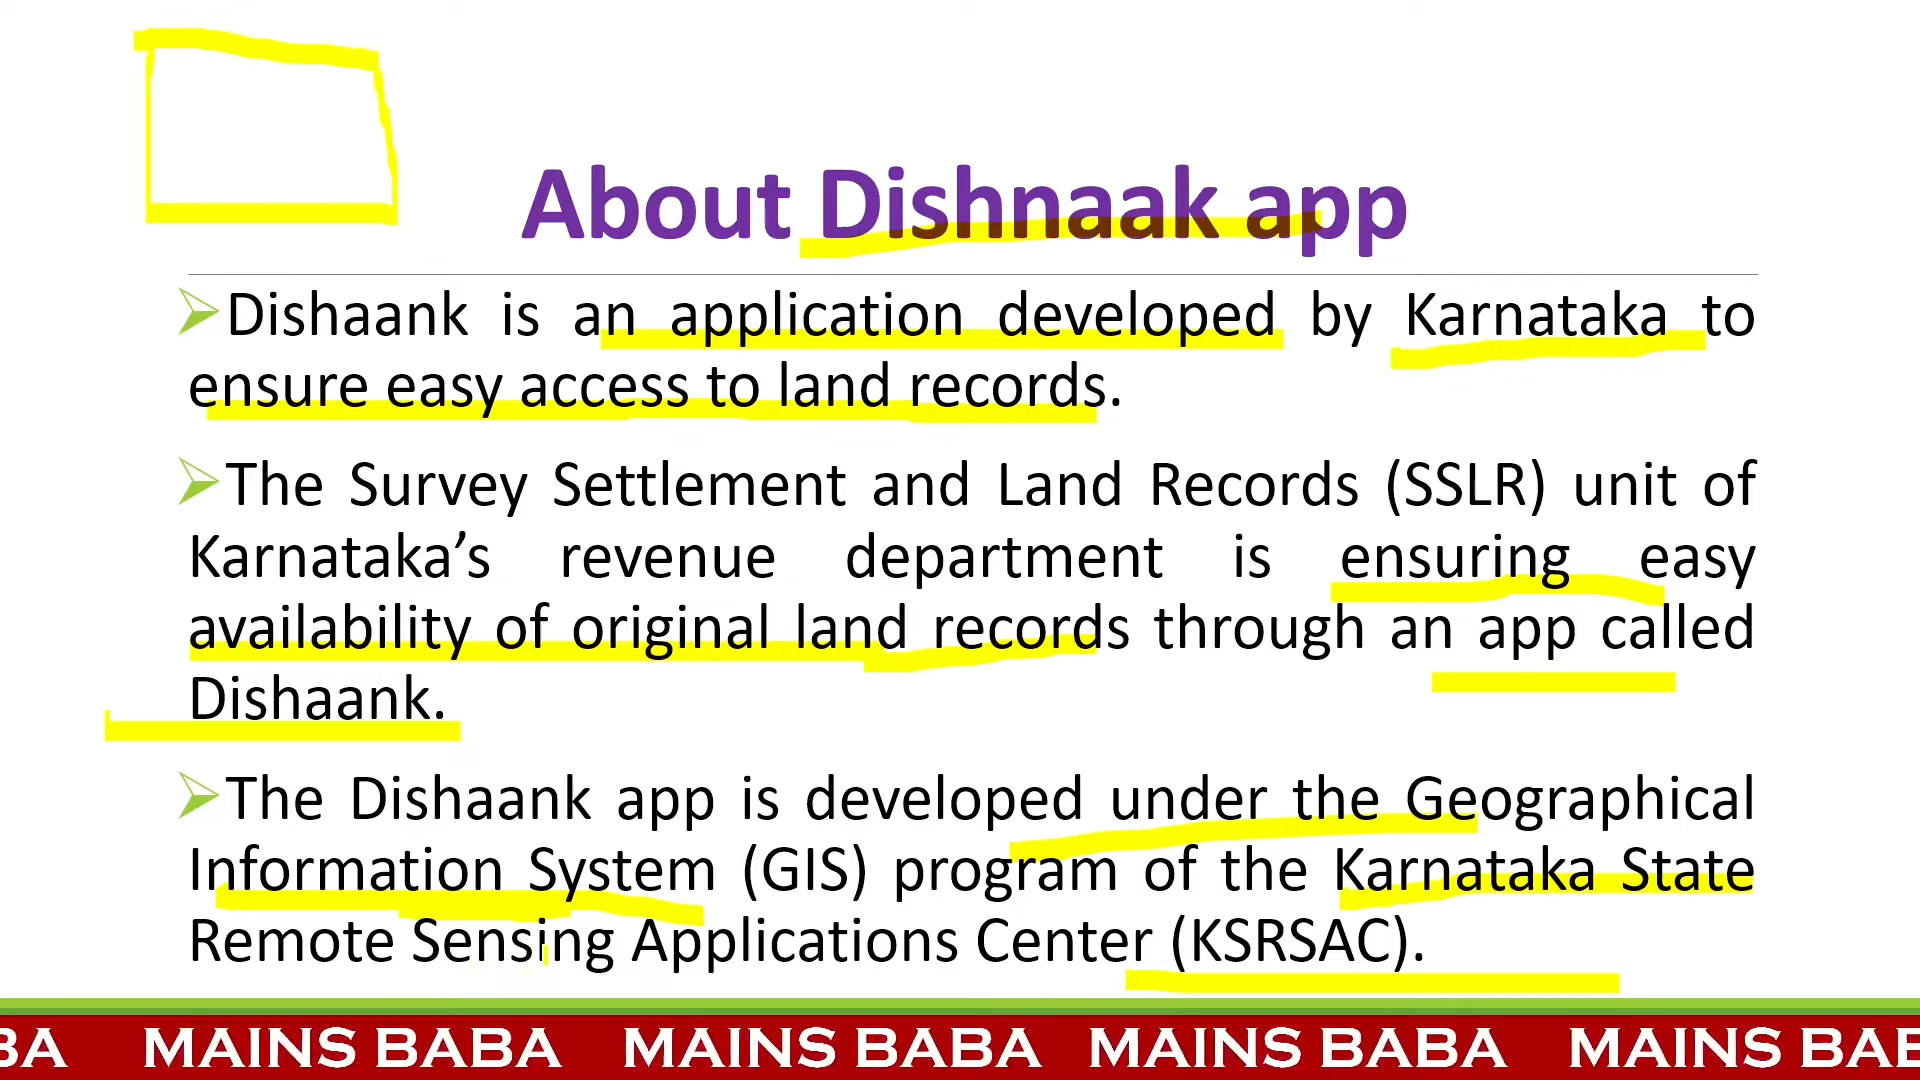 About Dishnaak app
Dishaank is an application developed by Karnataka to
ensure easy access to land records.
The Survey Settlement and Land Records (SSLR) unit of
Karnataka’s revenue department is ensuring easy
availability of original land records through an app called
Dishaank.
The Dishaank app is developed under the Geographical
Information System (GIS) program of the Karnataka State
Remote Sensing Applications Center (KSRSAC).
BA MAINS BABA MAINS BABA MAINS BABA MAINS BAB